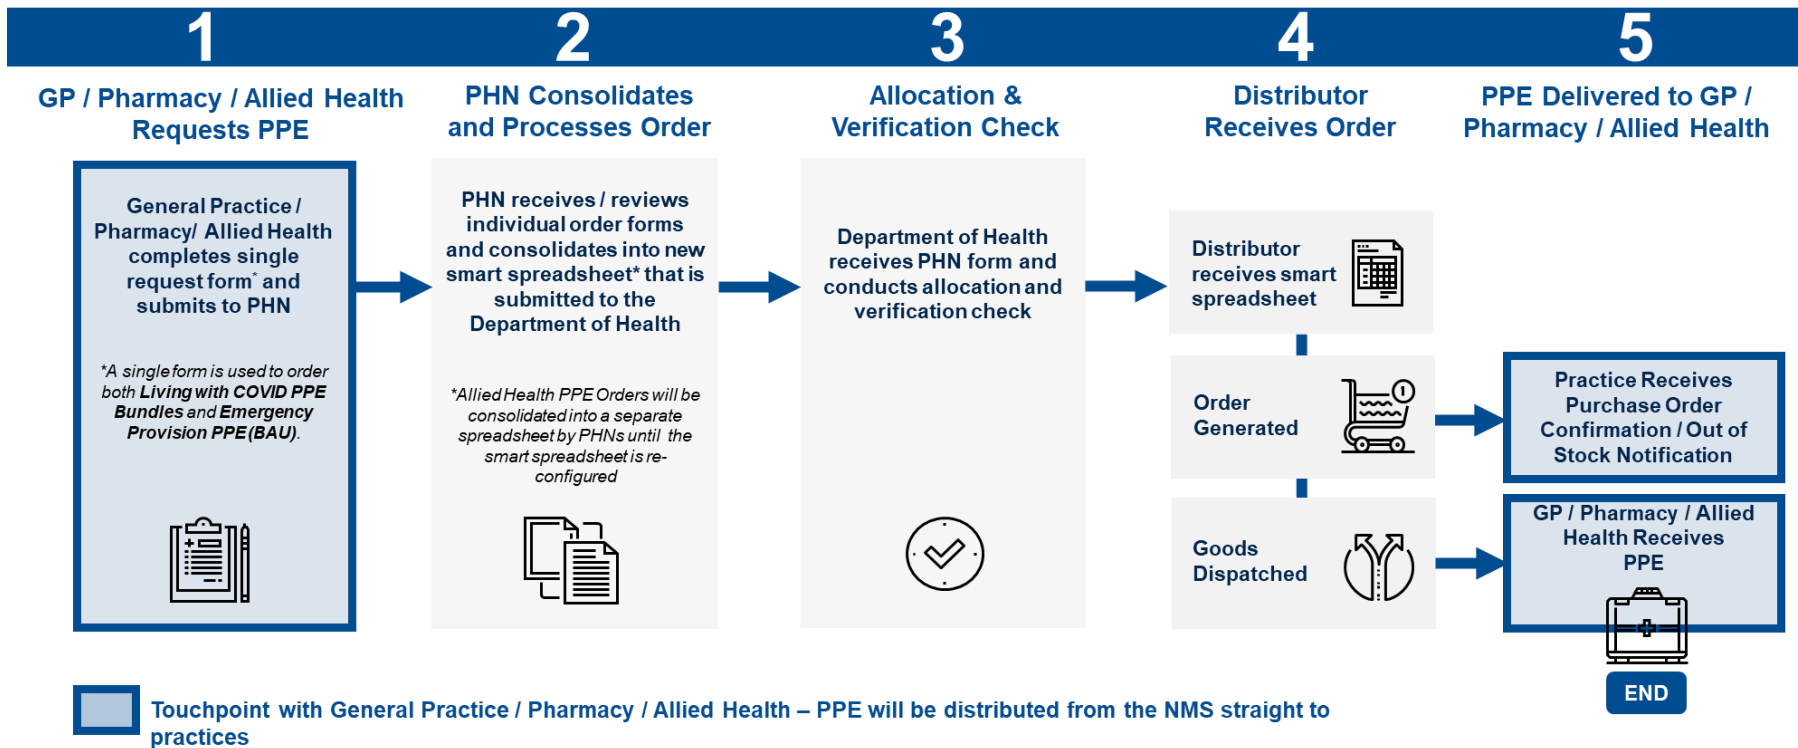 1
2
3
4
5
GP / Pharmacy / Allied Health
Requests PPE
PHN Consolidates
and Processes Order
Allocation &
Verification Check
Distributor
Receives Order
PPE Delivered to GP /
Pharmacy / Allied Health
General Practice /
Pharmacy/ Allied Health
completes single
request form* and
submits to PHN
*A single form is used to order
both Living with COVID PPE
Bundles and Emergency
Provision PPE (BAU).
PHN receives / reviews
individual order forms
and consolidates into new
smart spreadsheet* that is
submitted to the
Department of Health
*Allied Health PPE Orders will be
consolidated into a separate
spreadsheet by PHNs until the
smart spreadsheet is re-
configured
Department of Health
receives PHN form and
conducts allocation and
verification check
Distributor
receives smart
spreadsheet
Order
Generated
1
Goods
Dispatched
Practice Receives
Purchase Order
Confirmation / Out of
Stock Notification
GP / Pharmacy / Allied
Health Receives
PPE
END
Touchpoint with General Practice / Pharmacy / Allied Health – PPE will be distributed from the NMS straight to
practices